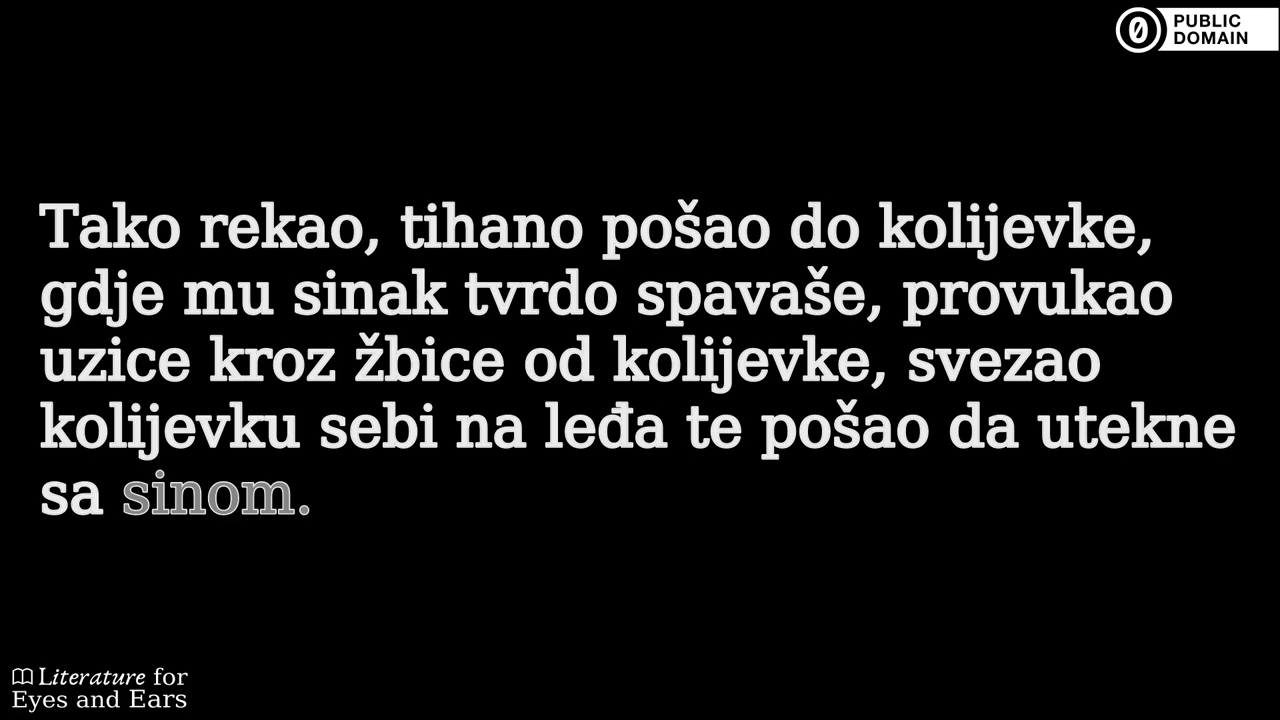 PUBLIC
DOMAIN
Tako rekao, tihano pošao do kolijevke,
gdje mu sinak tvrdo spavaše, provukao
uzice kroz žbice od kolijevke, svezao
kolijevku sebi na leđa te pošao da utekne
sa sinom.
Literature for
Eyes and Ears